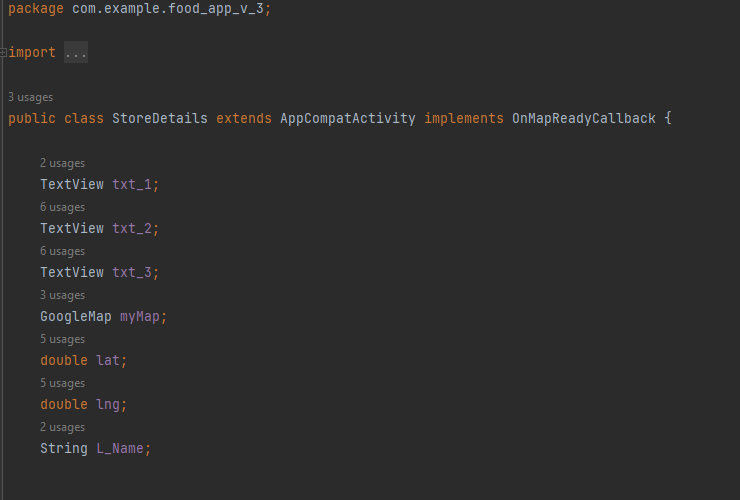 package com.example.food_app_v_3;
import ...
3 usages
public class StoreDetails extends AppCompatActivity implements OnMapReadyCallback {
2 usages
TextView txt_1;
6 usages
TextView txt_2;
6 usages
TextView txt_3;
3 usages
GoogleMap myMap;
5 usages
double lat;
5 usages
double lng;
2 usages
String L_Name;